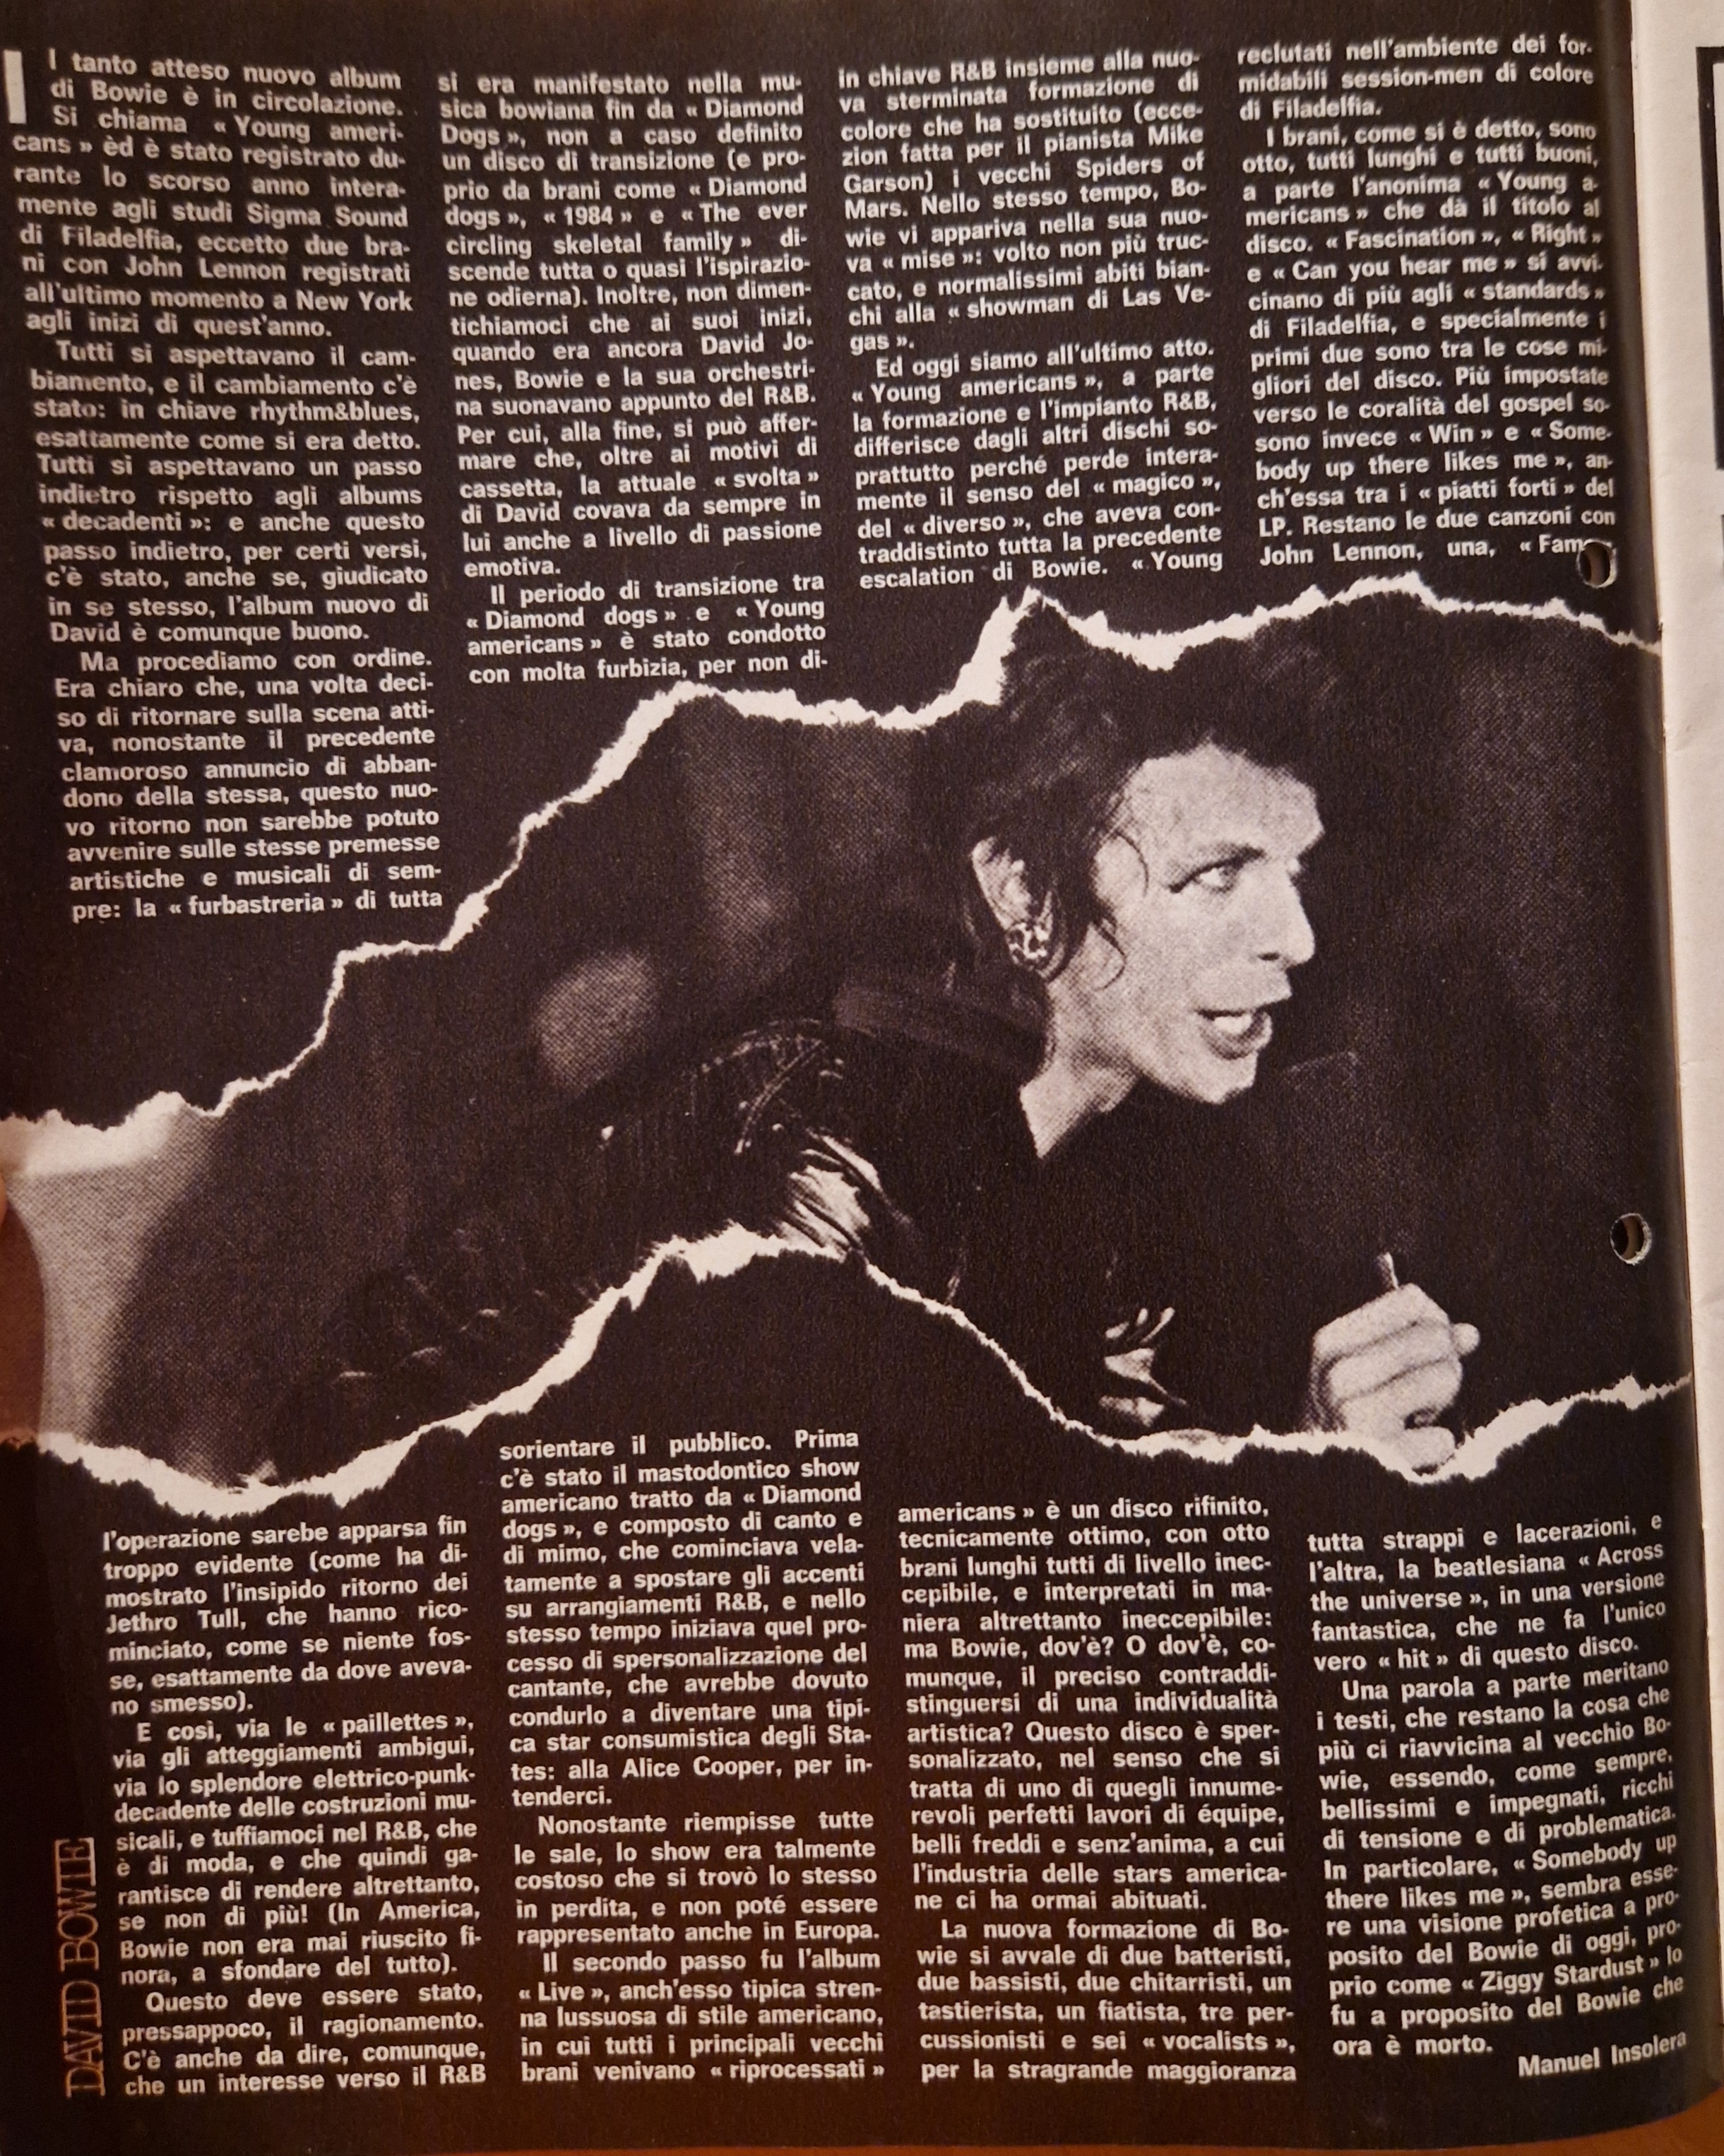 I tanto atteso nuovo album
di Bowie è in circolazione.
Si chiama « Young ameri-
cans » èd è stato registrato du-
rante lo scorso anno intera-
mente agli studi Sigma Sound
di Filadelfia, eccetto due bra-
ni con John Lennon registrati
all'ultimo momento a New York
agli inizi di quest'anno.
Tutti si aspettavano il cam-
biamento, e il cambiamento c'è
stato: in chiave rhythm&blues,
esattamente come si era detto.
Tutti si aspettavano un passo
indietro rispetto agli albums
« decadenti »: e anche questo
passo indietro, per certi versi,
c'è stato, anche se, giudicato
in se stesso, l'album nuovo di
David è comunque buono.
Ma procediamo con ordine.
Era chiaro che, una volta deci-
so di ritornare sulla scena atti-
va, nonostante il precedente
clamoroso annuncio di abban-
dono della stessa, questo nuo-
vo ritorno non sarebbe potuto
avvenire sulle stesse premesse
artistiche e musicali di sem-
pre: la « furbastreria » di tutta
l'operazione sarebe apparsa fin
troppo evidente (come ha di-
mostrato l'insipido ritorno dei
Jethro Tull, che hanno rico-
minciato, come se niente fos-
se, esattamente da dove aveva-
no smesso).
E così, via le « paillettes »,
via gli atteggiamenti ambigui,
via lo splendore elettrico-punk-
decadente delle costruzioni mu-
sicali, e tuffiamoci nel R&B, che
è di moda, e che quindi ga-
rantisce di rendere altrettanto,
se non di più! (In America,
Bowie non era mai riuscito fi-
nora, a sfondare del tutto).
Questo deve essere stato,
pressappoco, il ragionamento.
C'è anche da dire, comunque,
che un interesse verso il R&B
si era manifestato nella mu-
sica bowiana fin da « Diamond
Dogs », non a caso definito
un disco di transizione (e pro-
prio da brani come « Diamond
dogs », « 1984 » e « The ever
circling skeletal family » di-
scende tutta o quasi l'ispirazio-
ne odierna). Inoltre, non dimen-
tichiamoci che ai suoi inizi,
quando era ancora David Jo-
nes, Bowie e la sua orchestri-
na suonavano appunto del R&B.
Per cui, alla fine, si può affer-
mare che, oltre ai motivi di
cassetta, la attuale « svolta »
di David covava da sempre in
lui anche a livello di passione
emotiva.
Il periodo di transizione tra
« Diamond dogs » e « Young
americans » è stato condotto
con molta furbizia, per non di-
sorientare il pubblico. Prima
c'è stato il mastodontico show
americano tratto da « Diamond
dogs », e composto di canto e
di mimo, che cominciava vela-
tamente a spostare gli accenti
su arrangiamenti R&B, e nello
stesso tempo iniziava quel pro-
cesso di spersonalizzazione del
cantante, che avrebbe dovuto
condurlo a diventare una tipi-
ca star consumistica degli Sta-
tes: alla Alice Cooper, per in-
tenderci.
Nonostante riempisse tutte
le sale, lo show era talmente
costoso che si trovò lo stesso
in perdita, e non poté essere
rappresentato anche in Europa.
Il secondo passo fu l'album
« Live », anch'esso tipica stren-
na lussuosa di stile americano,
in cui tutti i principali vecchi
brani venivano « riprocessati »
in chiave R&B insieme alla nuo-
va sterminata formazione di
colore che ha sostituito (ecce-
zion fatta per il pianista Mike
Garson) i vecchi Spiders of
Mars. Nello stesso tempo, Bo-
wie vi appariva nella sua nuo-
va « mise »: volto non più truc-
cato, e normalissimi abiti bian-
chi alla « showman di Las Ve-
gas ».
Ed oggi siamo all'ultimo atto.
« Young americans », a parte
la formazione e l'impianto R&B,
differisce dagli altri dischi so-
prattutto perché perde intera-
mente il senso del « magico »,
del « diverso », che aveva con-
traddistinto tutta la precedente
escalation di Bowie. « Young
americans » è un disco rifinito,
tecnicamente ottimo, con otto
brani lunghi tutti di livello inec-
cepibile, e interpretati in ma-
niera altrettanto ineccepibile:
ma Bowie, dov'è? O dov'è, co-
munque, il preciso contraddi-
stinguersi di una individualità
artistica? Questo disco è sper-
sonalizzato, nel senso che si
tratta di uno di quegli innume-
revoli perfetti lavori di équipe,
belli freddi e senz'anima, a cui
l'industria delle stars america-
ne ci ha ormai abituati.
La nuova formazione di Bo-
wie si avvale di due batteristi,
due bassisti, due chitarristi, un
tastierista, un fiatista, tre per-
cussionisti e sei « vocalists »,
per la stragrande maggioranza
reclutati nell'ambiente dei for-
midabili session-men di colore
di Filadelfia.
I brani, come si è detto, sono
otto, tutti lunghi e tutti buoni,
a parte l'anonima « Young a-
mericans » che dà il titolo al
disco. « Fascination », « Right »
e « Can you hear me » si avvi-
cinano di più agli « standards »
di Filadelfia, e specialmente i
primi due sono tra le cose mi-
gliori del disco. Più impostate
verso le coralità del gospel so-
sono invece « Win » e « Some-
body up there likes me », an-
ch'essa tra i « piatti forti » del
LP. Restano le due canzoni con
John Lennon, una, «
tutta strappi e lacerazioni, e
l'altra, la beatlesiana « Across
the universe », in una versione
fantastica, che ne fa l'unico
vero « hit » di questo disco.
Una parola a parte meritano
i testi, che restano la cosa che
più ci riavvicina al vecchio Bo-
wie, essendo, come sempre,
bellissimi e impegnati, ricchi
di tensione e di problematica.
In particolare, « Somebody up
there likes me », sembra esse-
re una visione profetica a pro-
posito del Bowie di oggi, pro-
prio come « Ziggy Stardust » lo
fu a proposito del Bowie che
ora è morto.
Manuel Insolera
DAVID BOWIE